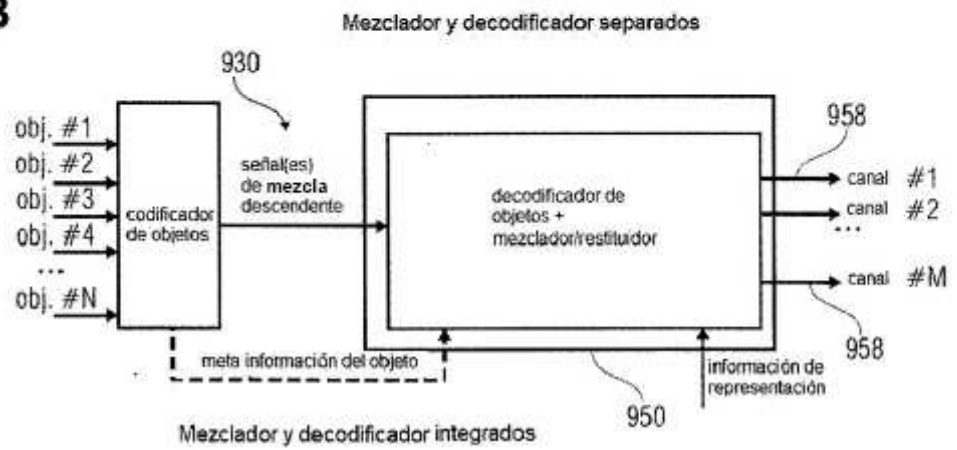 B
Mezclador y decodificador separados
930
958
obj. #1
obj. #2
obj. #3
obj. #4
...
obj. #N
codificador
de objetos
señal(es)
de mezcla
descendente
decodificador de
objetos +
mezclador/restituidor
canal #1
canal #2
...
canal #M
958
meta información del objeto
información de
representación
950
Mezclador y decodificador integrados